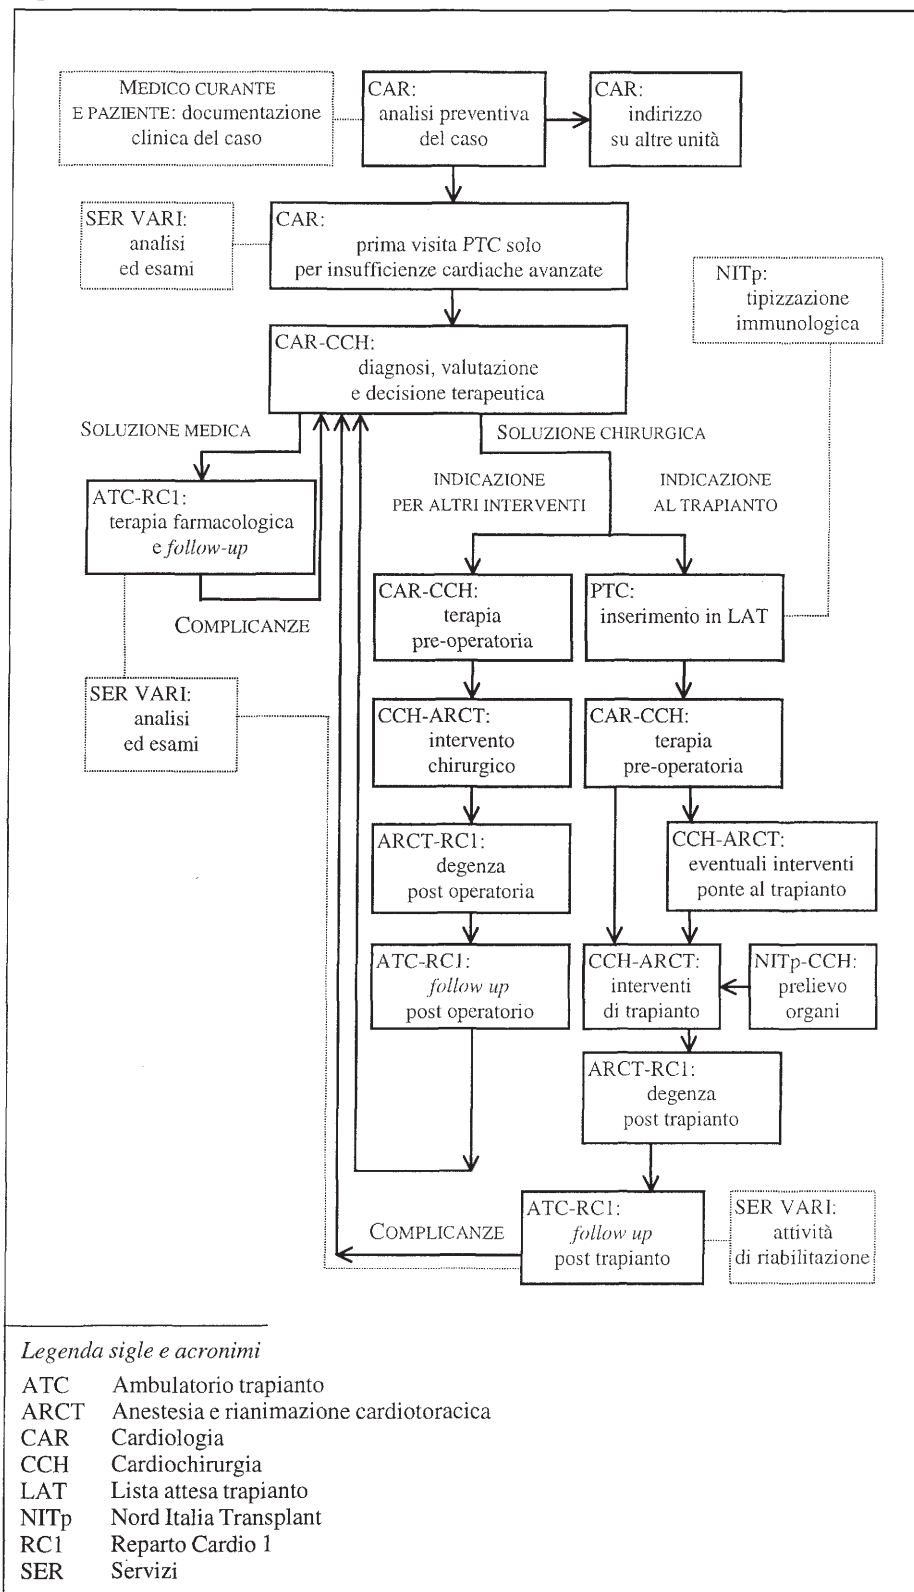 MEDICO CURANTE
E PAZIENTE: documentazione
clinica del caso
CAR:
analisi preventiva
del caso
CAR:
indirizzo
su altre unità
SER VARI:
analisi
ed esami
CAR:
prima visita PTC solo
per insufficienze cardiache avanzate
NITp:
tipizzazione
immunologica
CAR-CCH:
diagnosi, valutazione
e decisione terapeutica
SOLUZIONE MEDICA
SOLUZIONE CHIRURGICA
ATC-RC1:
terapia farmacologica
e follow-up
COMPLICANZE
SER VARI:
analisi
ed esami
INDICAZIONE
PER ALTRI INTERVENTI
INDICAZIONE
AL TRAPIANTO
CAR-CCH:
terapia
pre-operatoria
PTC:
inserimento in LAT
CCH-ARCT:
intervento
chirurgico
CAR-CCH:
terapia
pre-operatoria
ARCT-RC1:
degenza
post operatoria
CCH-ARCT:
eventuali interventi
ponte al trapianto
ATC-RC1:
follow up
post operatorio
CCH-ARCT:
interventi
di trapianto
NITp-CCH:
prelievo
organi
ARCT-RC1:
degenza
post trapianto
COMPLICANZE
ATC-RC1:
follow up
post trapianto
SER VARI:
attività
di riabilitazione
Legenda sigle e acronimi
ATC Ambulatorio trapianto
ARCT Anestesia e rianimazione cardiotoracica
CAR Cardiologia
CCH Cardiochirurgia
LAT Lista attesa trapianto
NITp Nord Italia Transplant
RC1 Reparto Cardio 1
SER Servizi